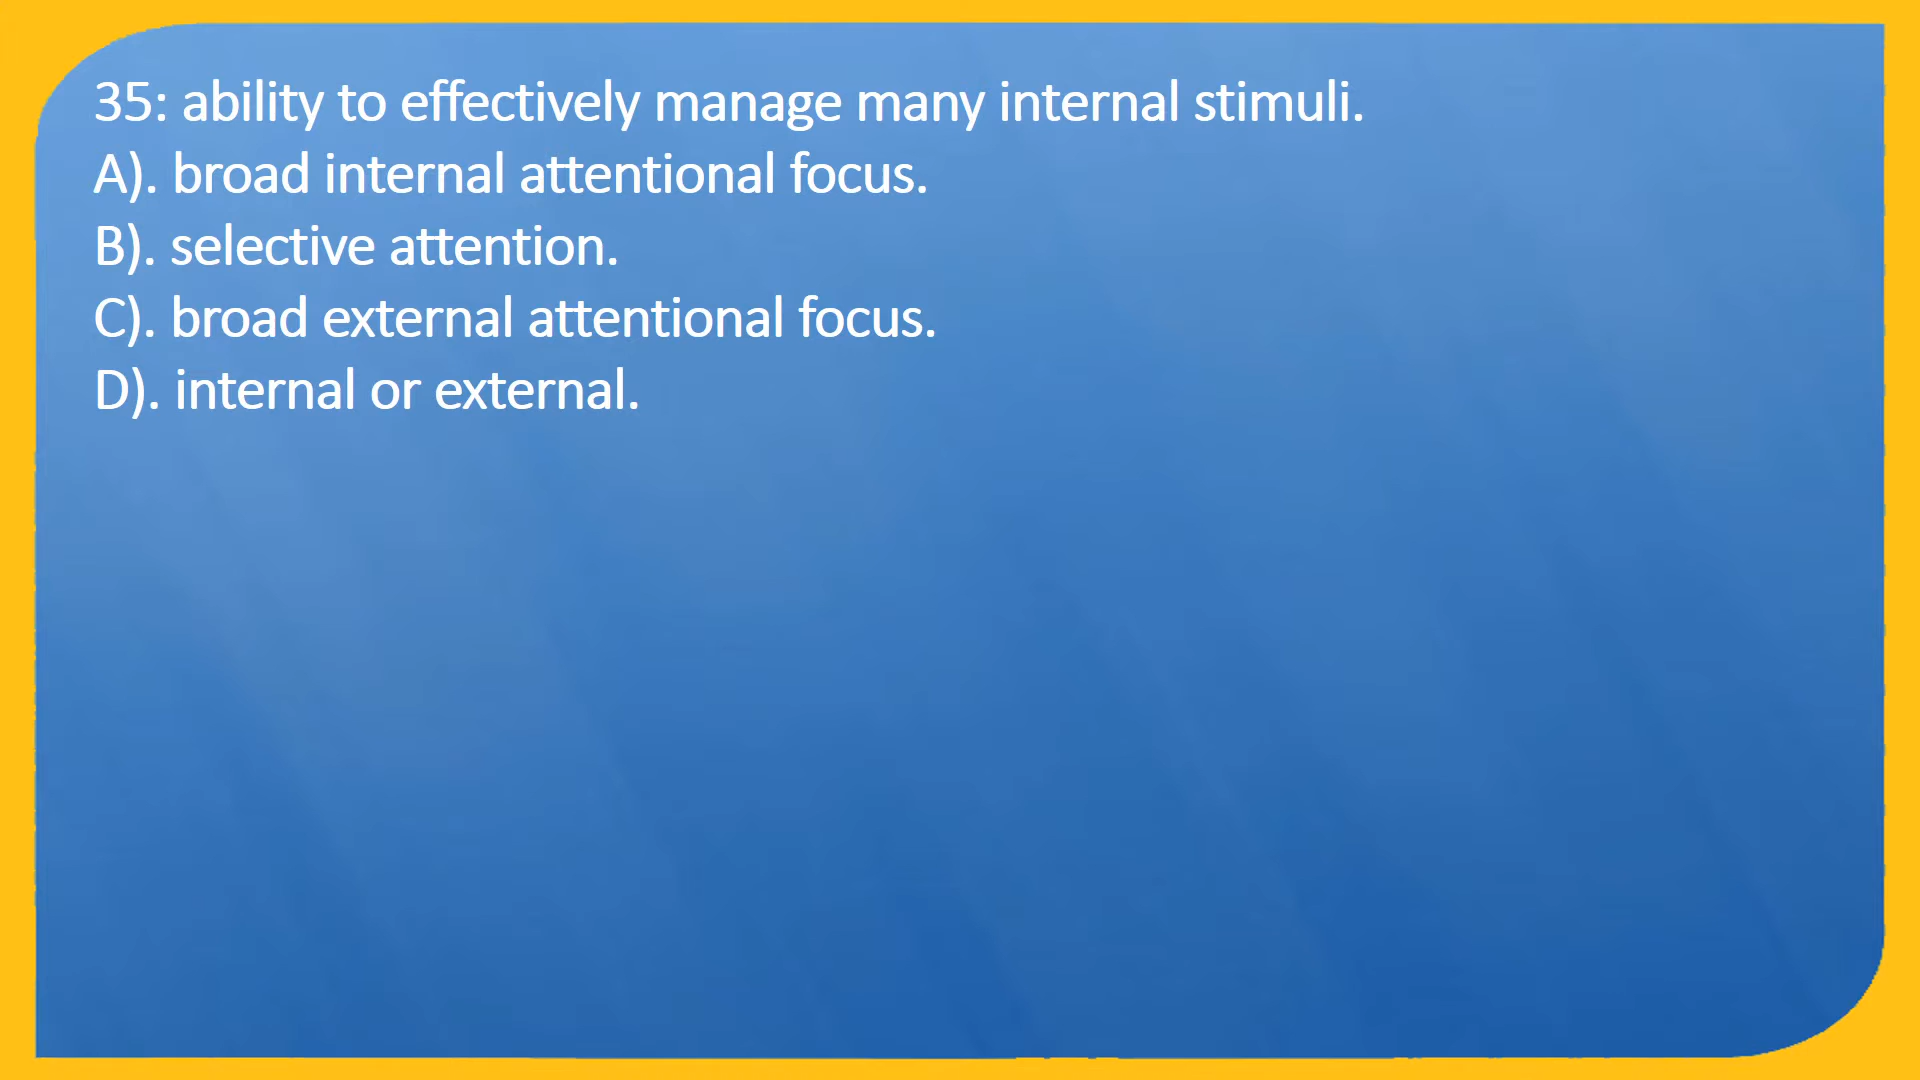 35: ability to effectively manage many internal stimuli.
A). broad internal attentional focus.
B). selective attention.
C). broad external attentional focus.
D). internal or external.